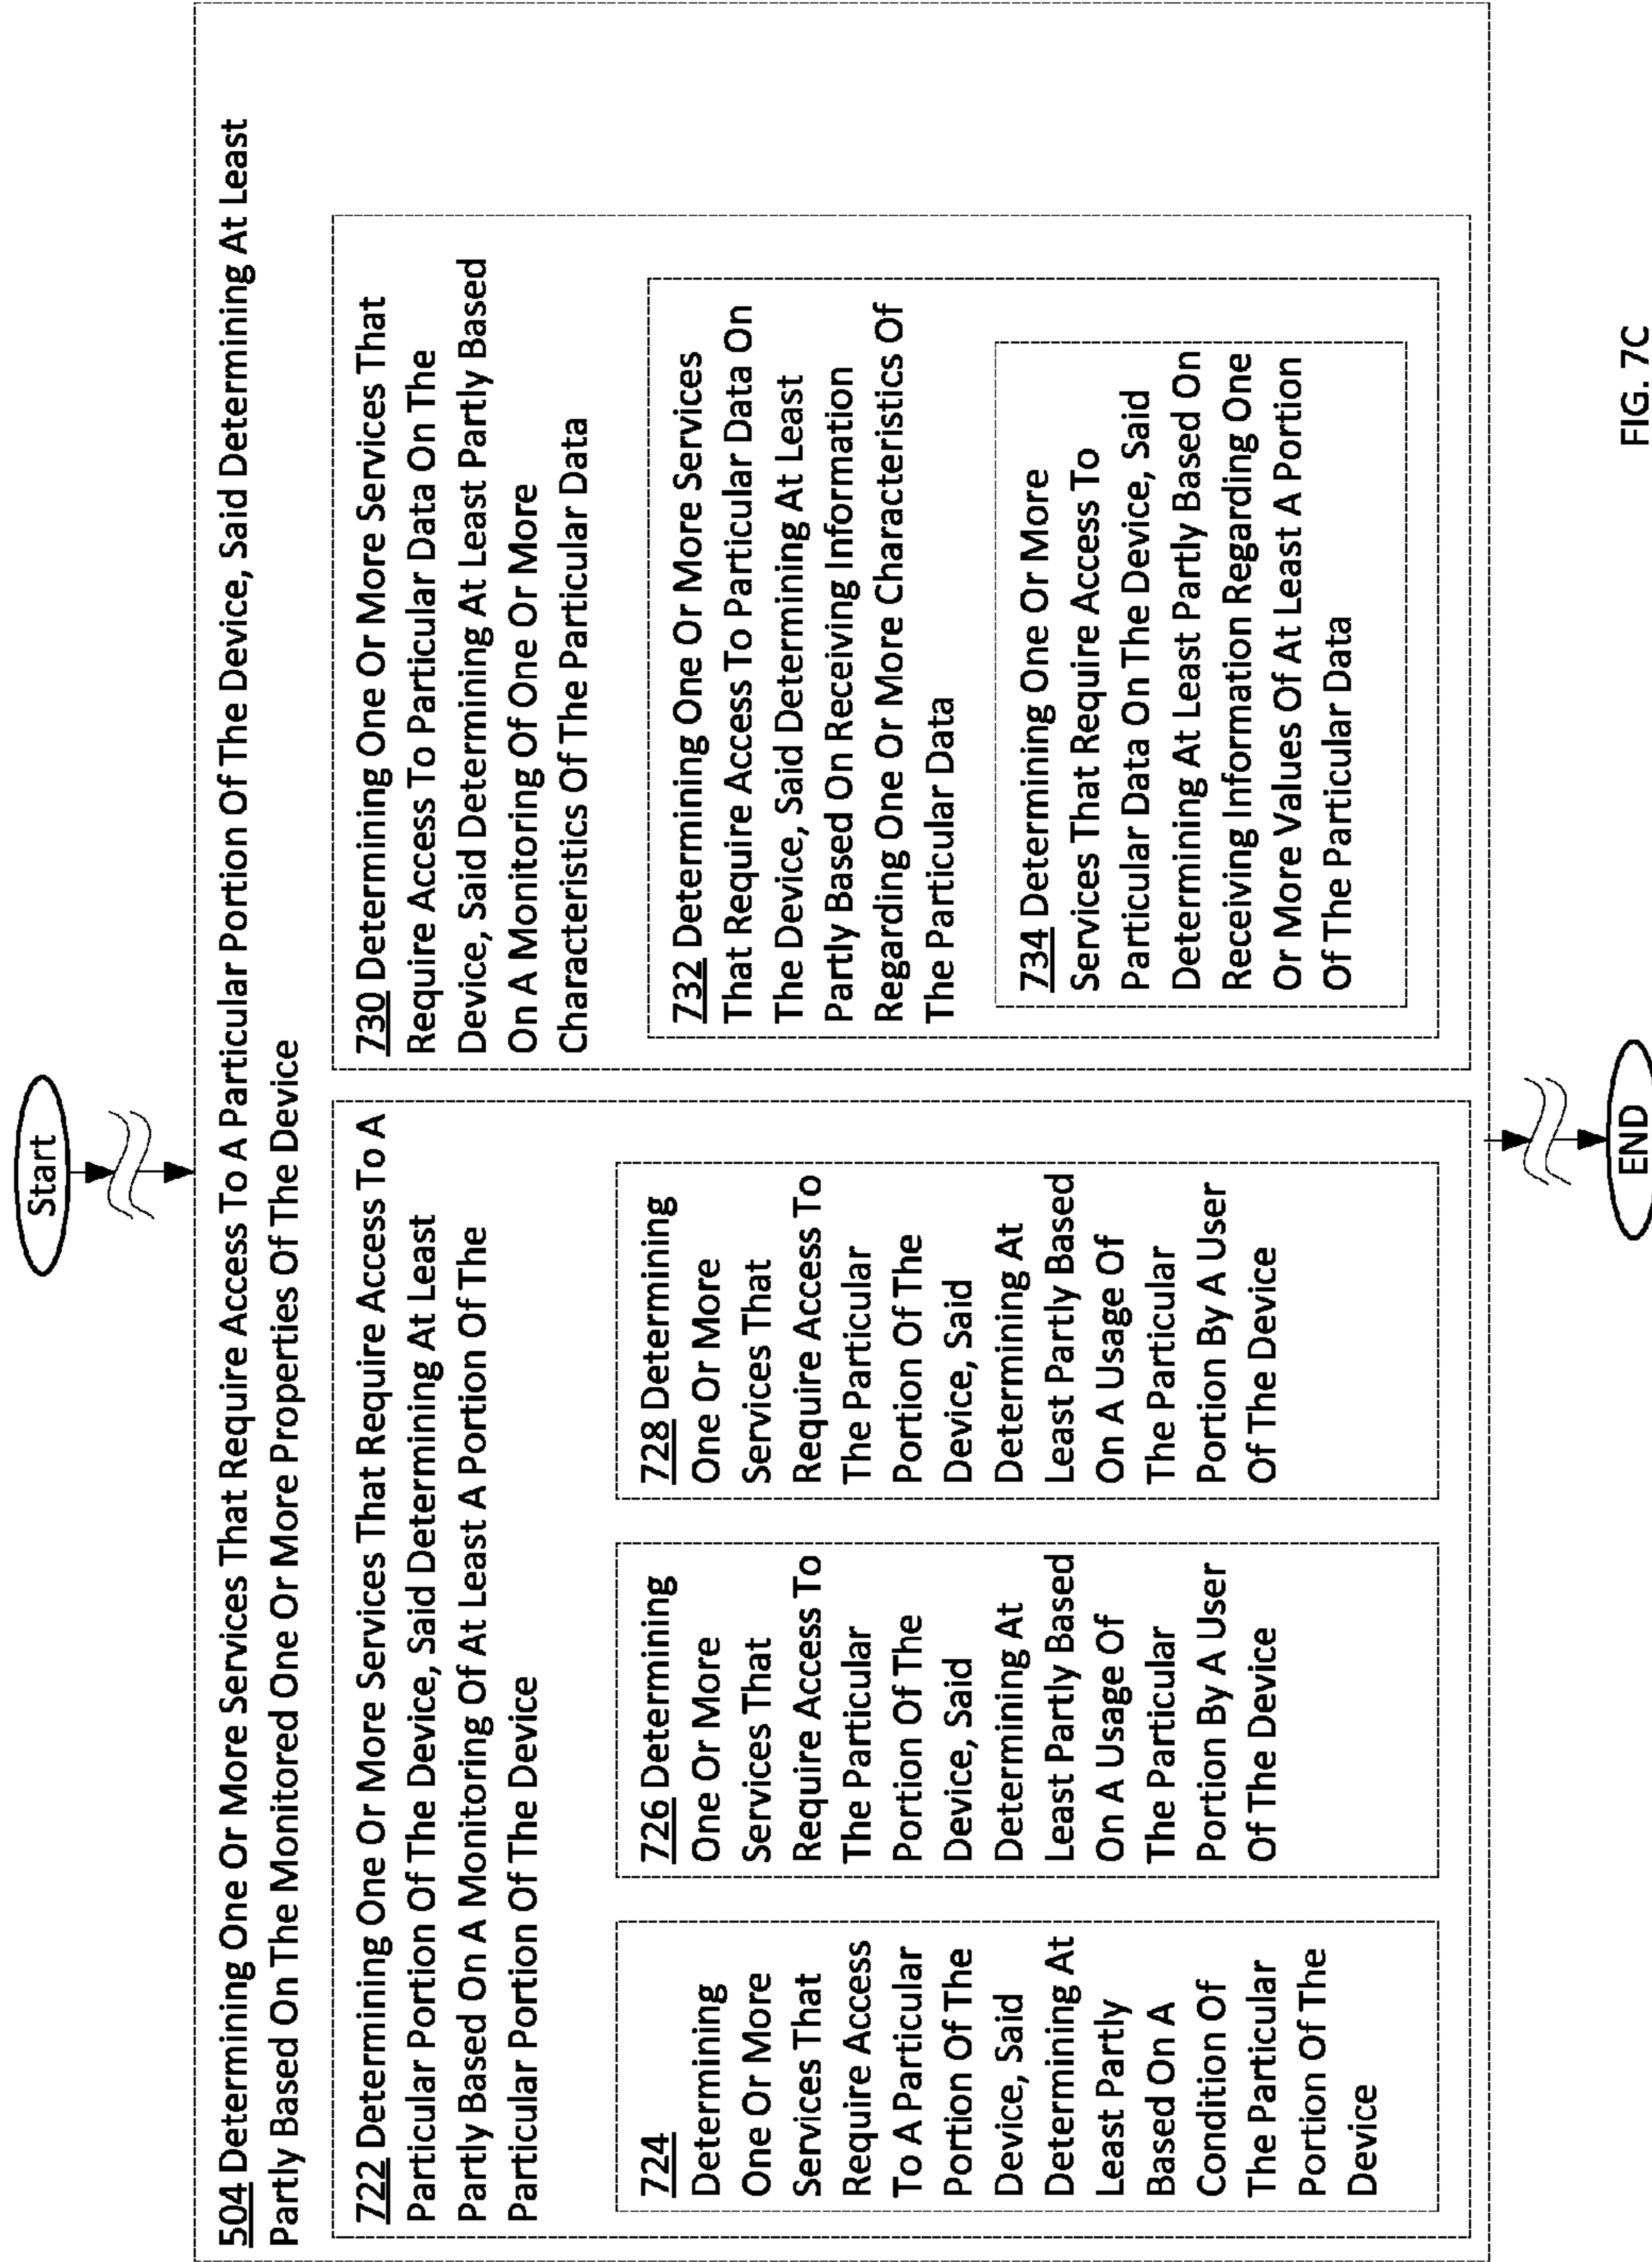 Start
504 Determining One Or More Services That Require Access To A Particular Portion Of The Device, Said Determining At Least
Partly Based On The Monitored One Or More Properties Of The Device
722 Determining One Or More Services That Require Access To A
Particular Portion Of The Device, Said Determining At Least
Partly Based On A Monitoring Of At Least A Portion Of The
Particular Portion Of The Device
724
Determining
One Or More
Services That
Require Access
To A Particular
Portion Of The
Device, Said
Determining At
Least Partly
Based On A
Condition Of
The Particular
Portion Of The
Device
726 Determining
One Or More
Services That
Require Access To
The Particular
Portion Of The
Device, Said
Determining At
Least Partly Based
On A Usage Of
The Particular
Portion By A User
Of The Device
728 Determining
One Or More
Services That
Require Access To
The Particular
Portion Of The
Device, Said
Determining At
Least Partly Based
On A Usage Of
The Particular
Portion By A User
Of The Device
730 Determining One Or More Services That
Require Access To Particular Data On The
Device, Said Determining At Least Partly Based
On A Monitoring Of One Or More
Characteristics Of The Particular Data
732 Determining One Or More Services
That Require Access To Particular Data On
The Device, Said Determining At Least
Partly Based On Receiving Information
Regarding One Or More Characteristics Of
The Particular Data
734 Determining One Or More
Services That Require Access To
Particular Data On The Device, Said
Determining At Least Partly Based On
Receiving Information Regarding One
Or More Values Of At Least A Portion
Of The Particular Data
END
FIG. 7C